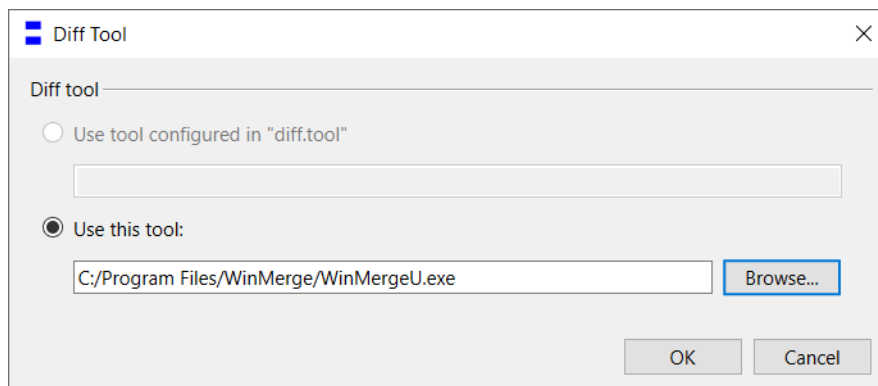 Diff Tool
Diff tool
Use tool configured in "diff.tool"
Use this tool:
C:/Program Files/WinMerge/WinMergeU.exe
Browse...
OK
Cancel